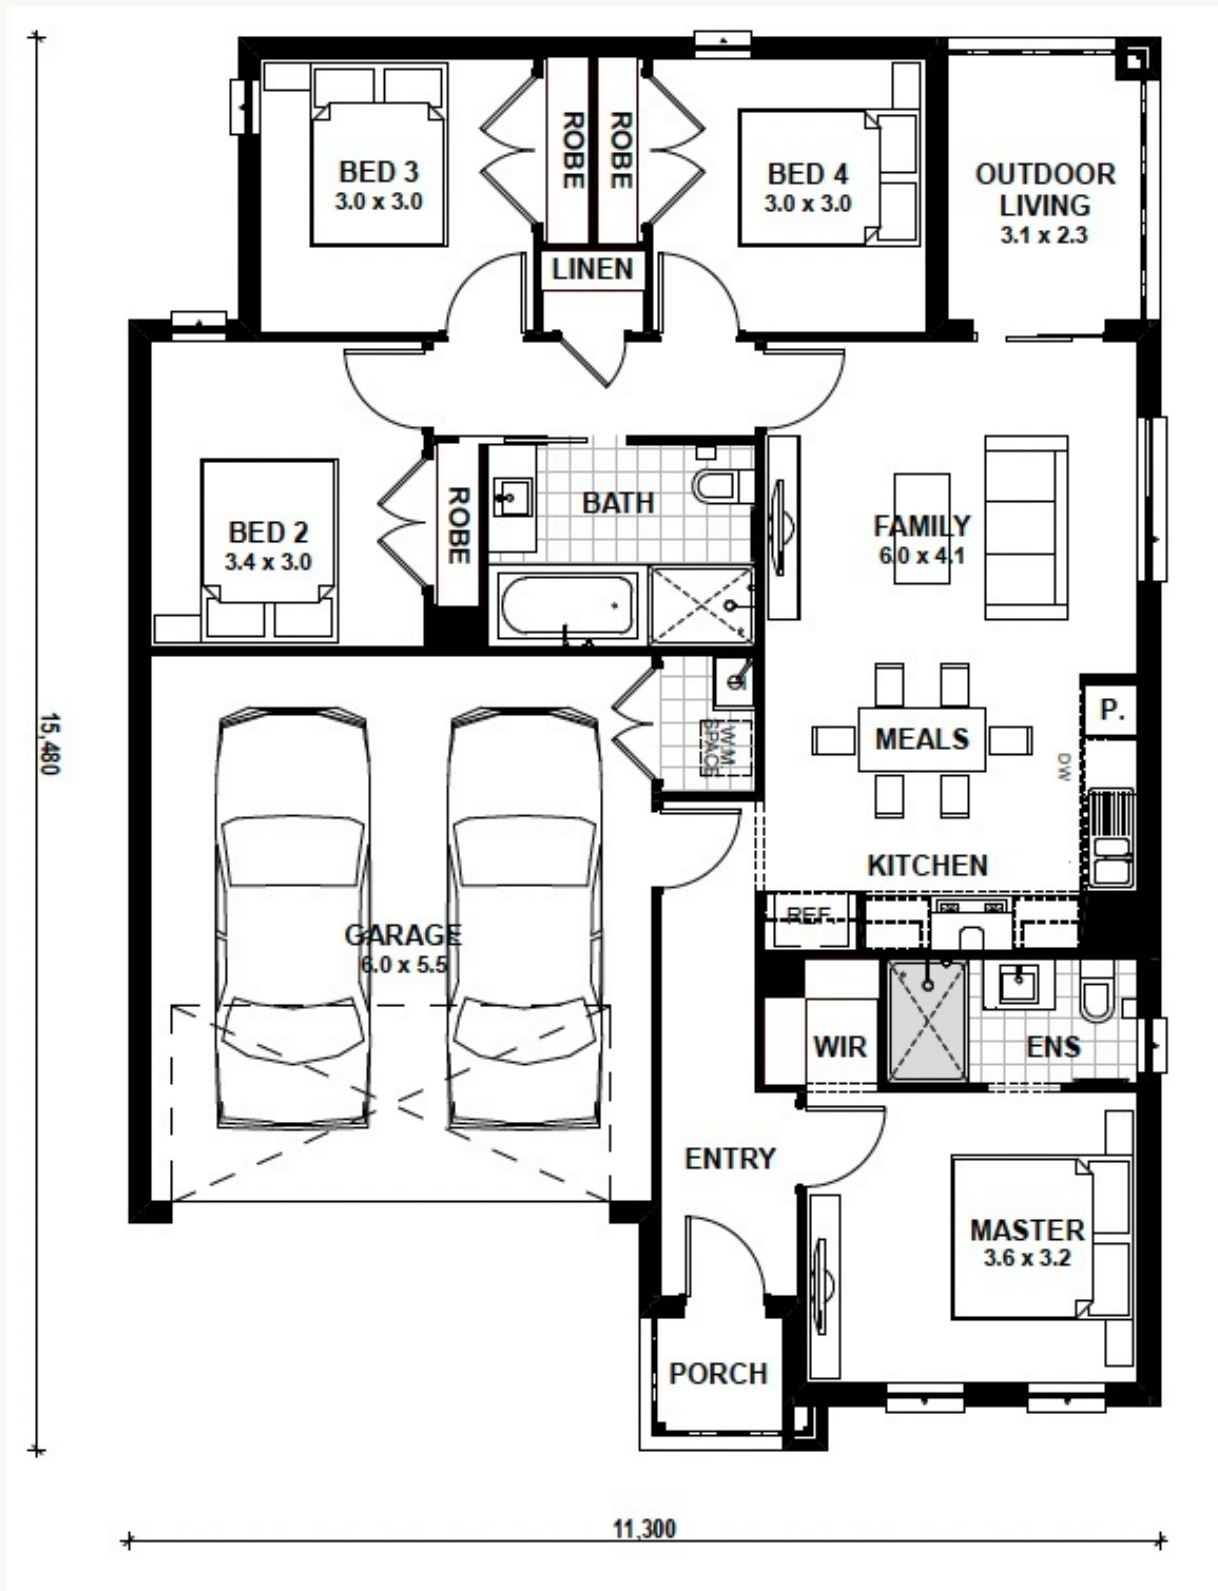 BED 3
3.0 x 3.0
ROBE
ROBE
BED 4
3.0 x 3.0
OUTDOOR
LIVING
3.1 x 2.3
LINEN
BED 2
3.4 x 3.0
ROBE
BATH
FAMILY
6.0 x 4.1
15,480
W.M
SPACE
MEALS
P.
DW
KITCHEN
REF.
GARAGE
6.0 x 5.5
WIR
ENS
ENTRY
MASTER
3.6 x 3.2
PORCH
11,300